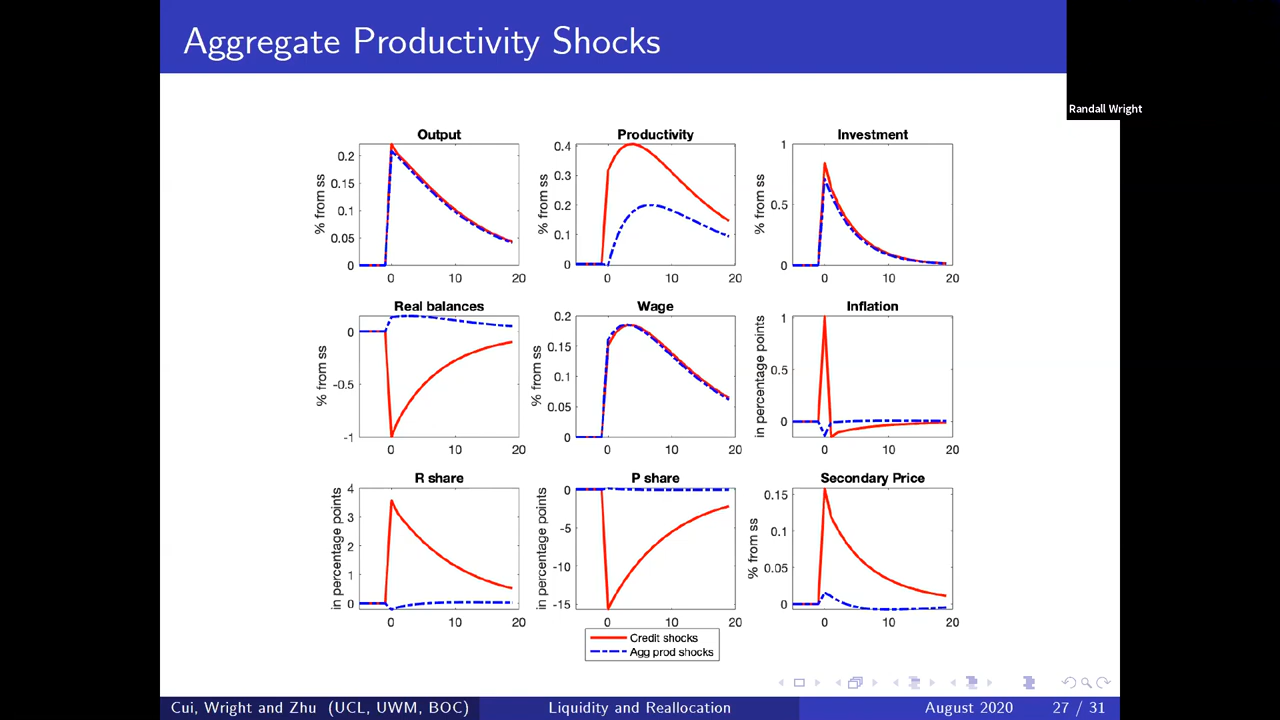 Aggregate Productivity Shocks
Randall Wright
Output
% from ss
0.2
0.15
0.1
0.05
0
0 10 20
Productivity
% from ss
0.4
0.3
0.2
0.1
0
0 10 20
Investment
% from ss
1
0.5
0
0 10 20
Real balances
% from ss
0
-0.5
-1
0 10 20
Wage
% from ss
0.2
0.15
0.1
0.05
0
0 10 20
Inflation
in percentage points
1
0.5
0
0 10 20
R share
in percentage points
4
3
2
1
0
0 10 20
P share
in percentage points
0
-5
-10
-15
0 10 20
Secondary Price
% from ss
0.15
0.1
0.05
0
0 10 20
Credit shocks
Agg prod shocks
Cui, Wright and Zhu (UCL, UWM, BOC) Liquidity and Reallocation August 2020 27 / 31